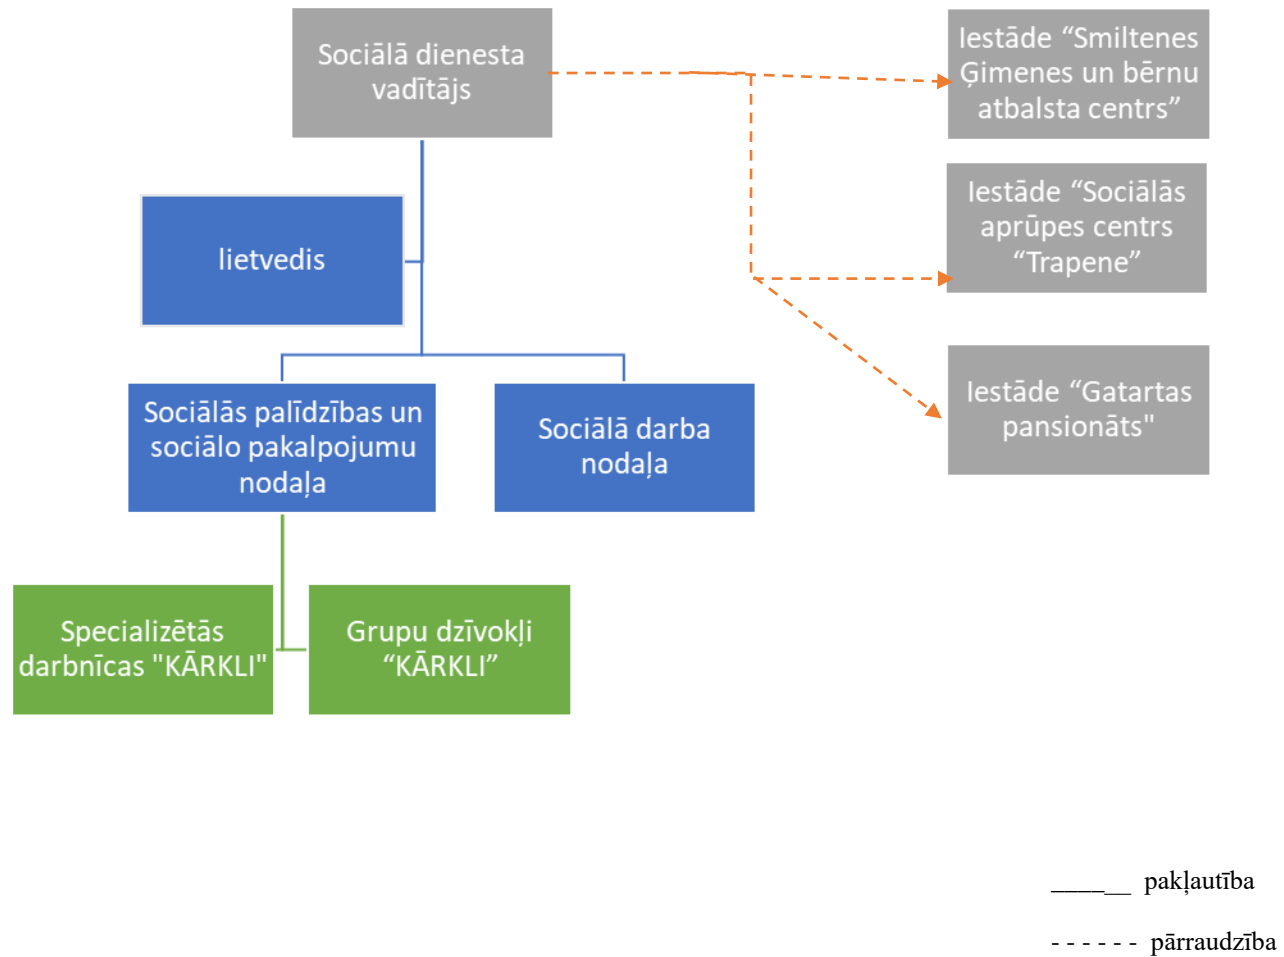 Sociālā dienesta
vadītājs
Iestāde “Smiltenes
Ģimenes un bērnu
atbalsta centrs”
Iestāde “Sociālās
aprūpes centrs
“Trapene”
lietvedis
Iestāde “Gatartas
pansionāts"
Sociālās palīdzības un
sociālo pakalpojumu
nodaļa
Sociālā darba
nodaļa
Specializētās
darbnīcas "KĀRKLI"
Grupu dzīvokļi
“KĀRKLI”
______ pakļautība
- - - - - - pārraudzība